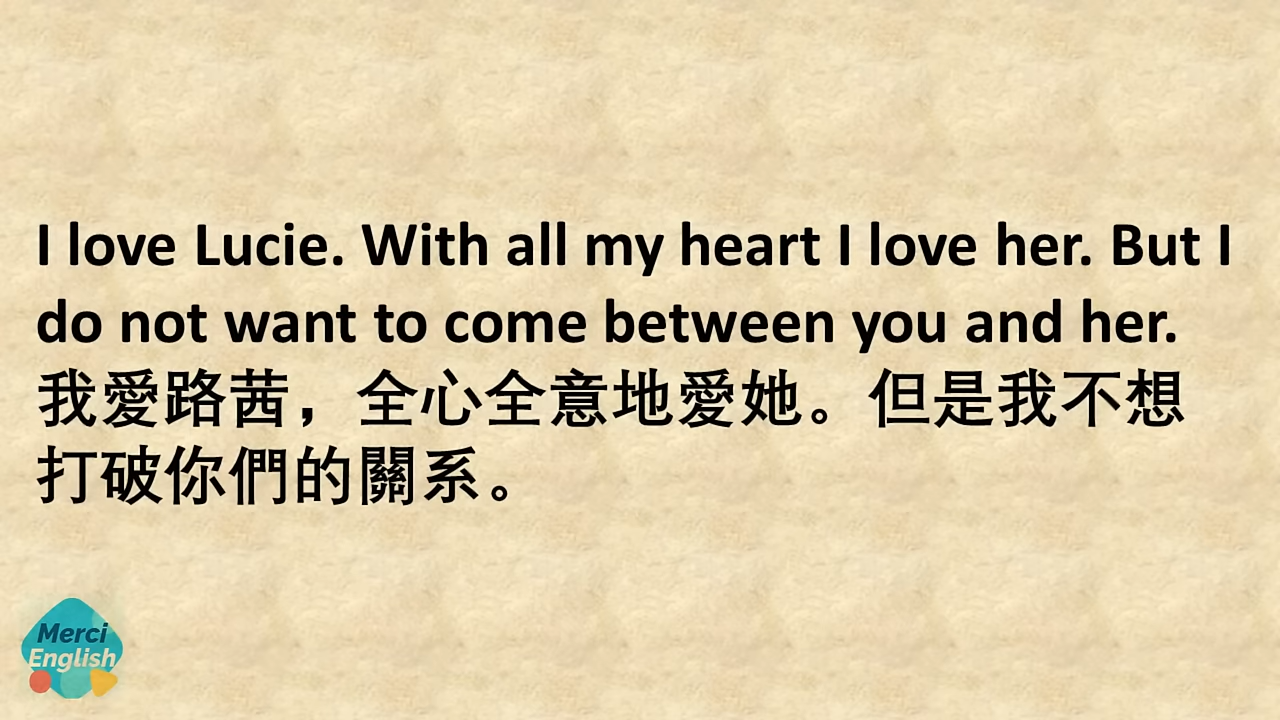 I love Lucie. With all my heart I love her. But I
do not want to come between you and her.
我愛路茜，全心全意地愛她。但是我不想
打破你們的關系。
Merci
English